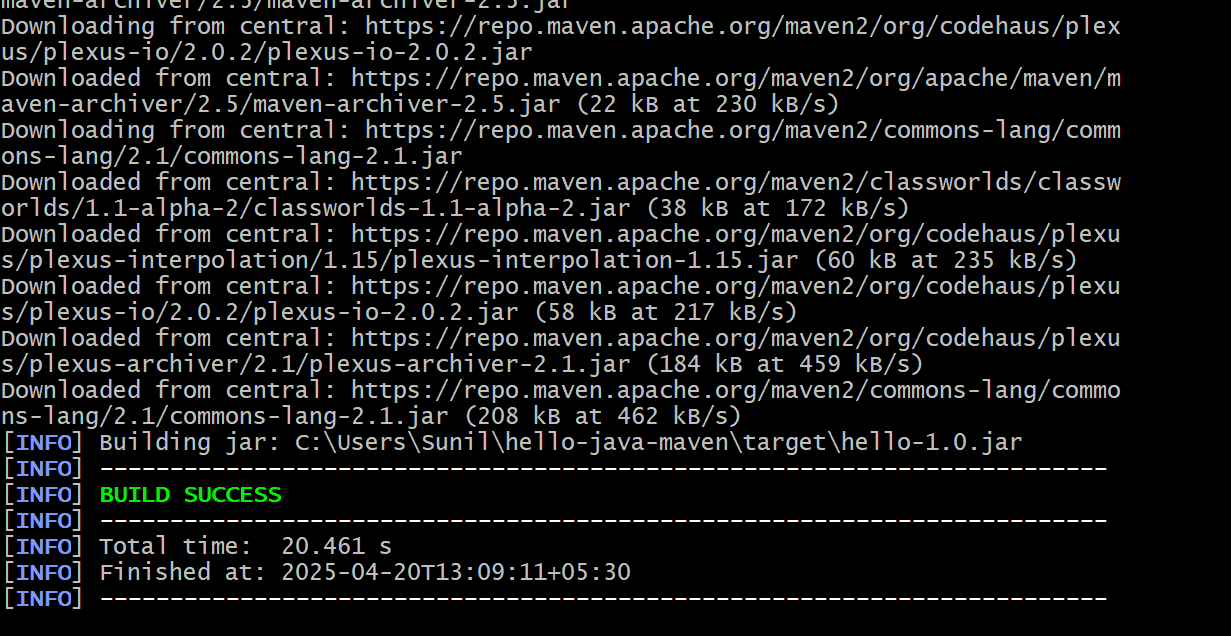 maven-archiver/2.5/maven-archiver-2.5.jar
Downloading from central: https://repo.maven.apache.org/maven2/org/codehaus/plex
us/plexus-io/2.0.2/plexus-io-2.0.2.jar
Downloaded from central: https://repo.maven.apache.org/maven2/org/apache/maven/m
aven-archiver/2.5/maven-archiver-2.5.jar (22 kB at 230 kB/s)
Downloading from central: https://repo.maven.apache.org/maven2/commons-lang/comm
ons-lang/2.1/commons-lang-2.1.jar
Downloaded from central: https://repo.maven.apache.org/maven2/classworlds/classw
orlds/1.1-alpha-2/classworlds-1.1-alpha-2.jar (38 kB at 172 kB/s)
Downloaded from central: https://repo.maven.apache.org/maven2/org/codehaus/plexu
s/plexus-interpolation/1.15/plexus-interpolation-1.15.jar (60 kB at 235 kB/s)
Downloaded from central: https://repo.maven.apache.org/maven2/org/codehaus/plexu
s/plexus-io/2.0.2/plexus-io-2.0.2.jar (58 kB at 217 kB/s)
Downloaded from central: https://repo.maven.apache.org/maven2/org/codehaus/plexu
s/plexus-archiver/2.1/plexus-archiver-2.1.jar (184 kB at 459 kB/s)
Downloaded from central: https://repo.maven.apache.org/maven2/commons-lang/commo
ns-lang/2.1/commons-lang-2.1.jar (208 kB at 462 kB/s)
[INFO] Building jar: C:\Users\Sunil\hello-java-maven\target\hello-1.0.jar
[INFO] ------------------------------------------------------------------------
[INFO] BUILD SUCCESS
[INFO] ------------------------------------------------------------------------
[INFO] Total time:  20.461 s
[INFO] Finished at: 2025-04-20T13:09:11+05:30
[INFO] ------------------------------------------------------------------------